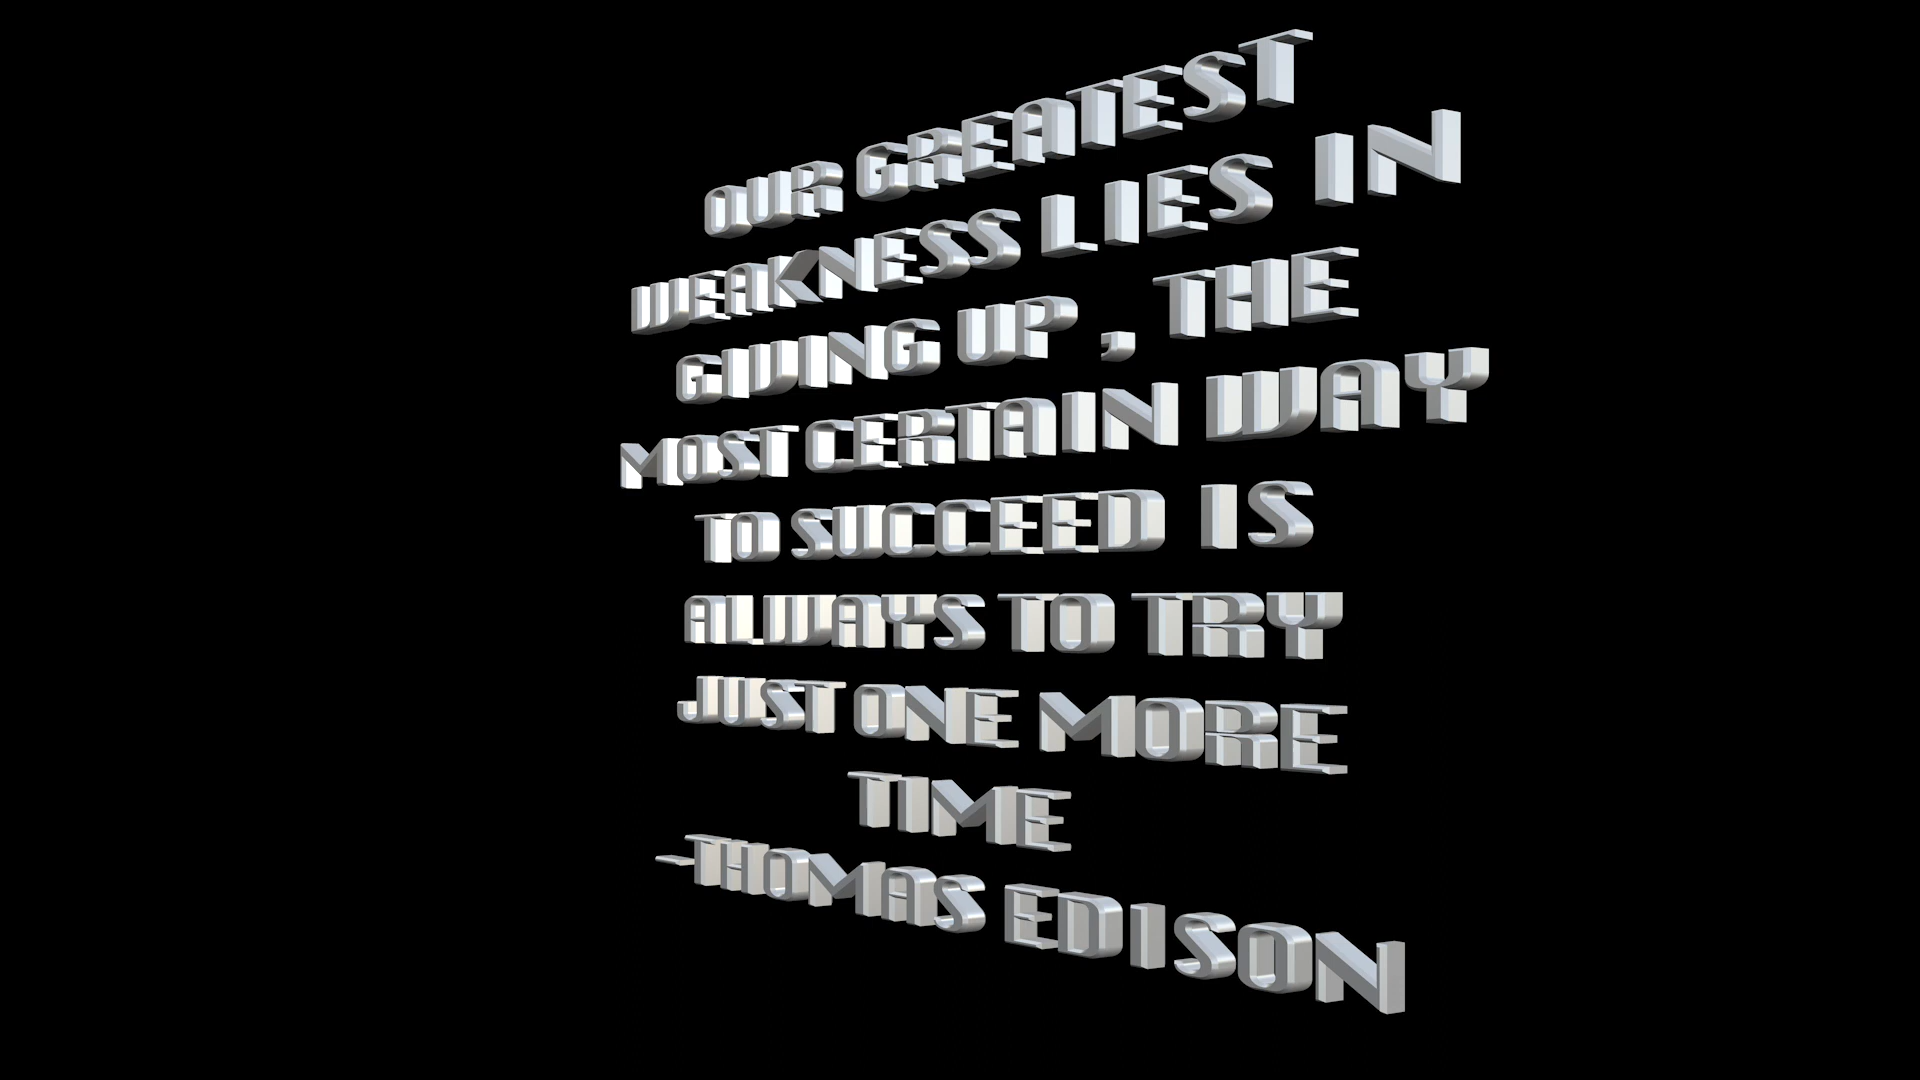 OUR GREATEST
WEAKNESS LIES IN
GIVING UP , THE
MOST CERTAIN WAY
TO SUCCEED IS
ALWAYS TO TRY
JUST ONE MORE
TIME
-THOMAS EDISON